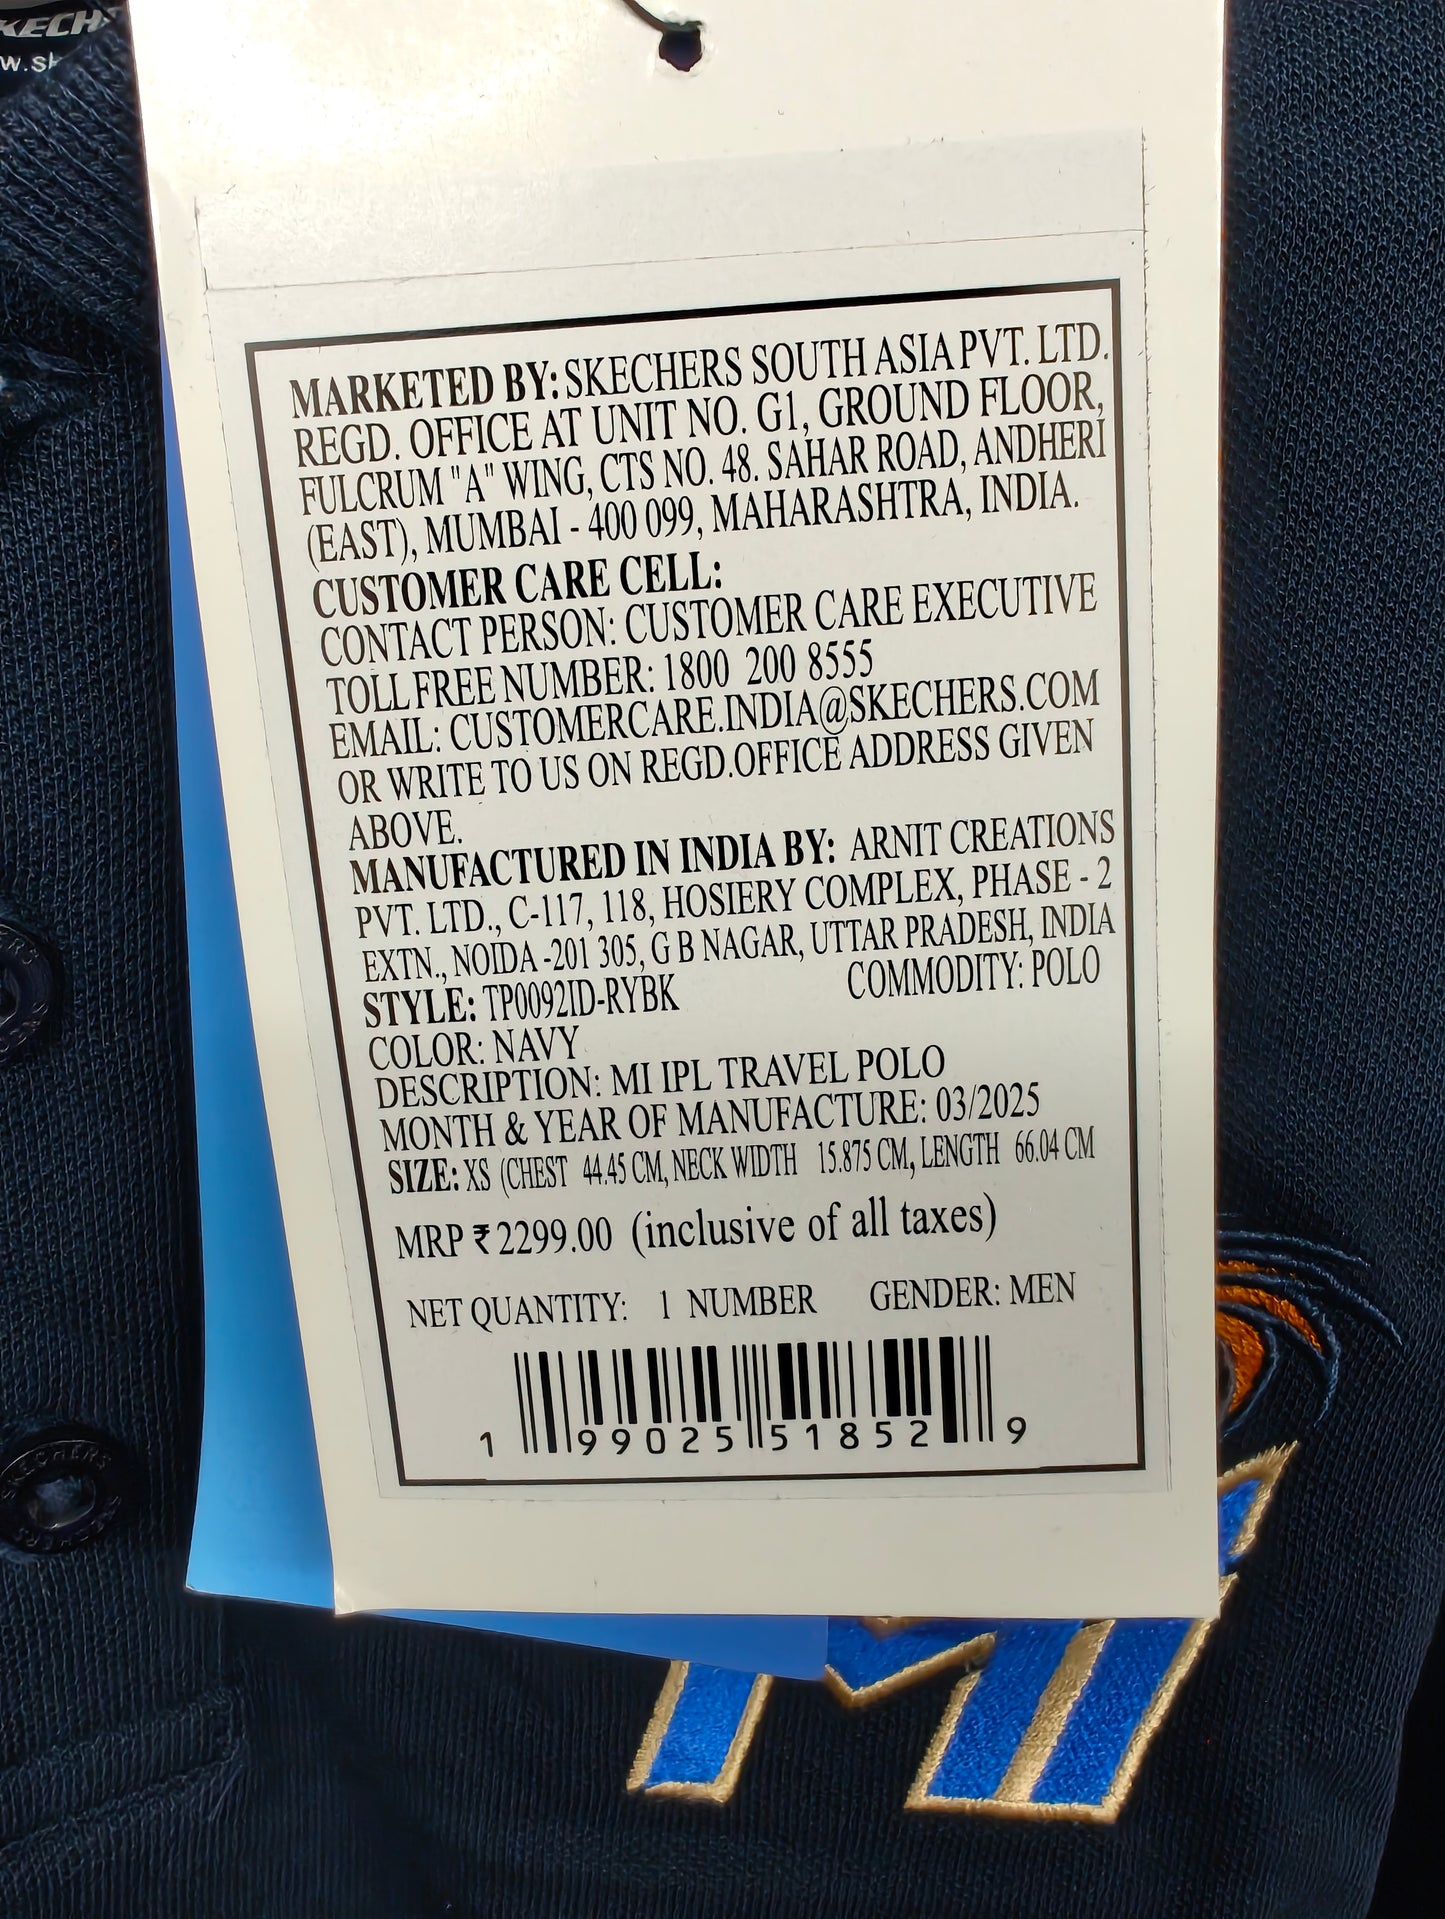 KECH
w.sk
MARKETED BY: SKECHERS SOUTH ASIA PVT. LTD.
REGD. OFFICE AT UNIT NO. G1, GROUND FLOOR,
FULCRUM "A" WING, CTS NO. 48. SAHAR ROAD, ANDHERI
(EAST), MUMBAI - 400 099, MAHARASHTRA, INDIA.
CUSTOMER CARE CELL:
CONTACT PERSON: CUSTOMER CARE EXECUTIVE
TOLL FREE NUMBER: 1800 200 8555
EMAIL: CUSTOMERCARE.INDIA@SKECHERS.COM
OR WRITE TO US ON REGD.OFFICE ADDRESS GIVEN
ABOVE.
MANUFACTURED IN INDIA BY: ARNIT CREATIONS
PVT. LTD., C-117, 118, HOSIERY COMPLEX, PHASE - 2
EXTN., NOIDA -201 305, G B NAGAR, UTTAR PRADESH, INDIA
STYLE: TP0092ID-RYBK COMMODITY: POLO
COLOR: NAVY
DESCRIPTION: MI IPL TRAVEL POLO
MONTH & YEAR OF MANUFACTURE: 03/2025
SIZE: XS (CHEST 44.45 CM, NECK WIDTH 15.875 CM, LENGTH 66.04 CM
MRP ₹ 2299.00 (inclusive of all taxes)
NET QUANTITY: 1 NUMBER GENDER: MEN
1 99025 51852 9
SKECHERS
MI